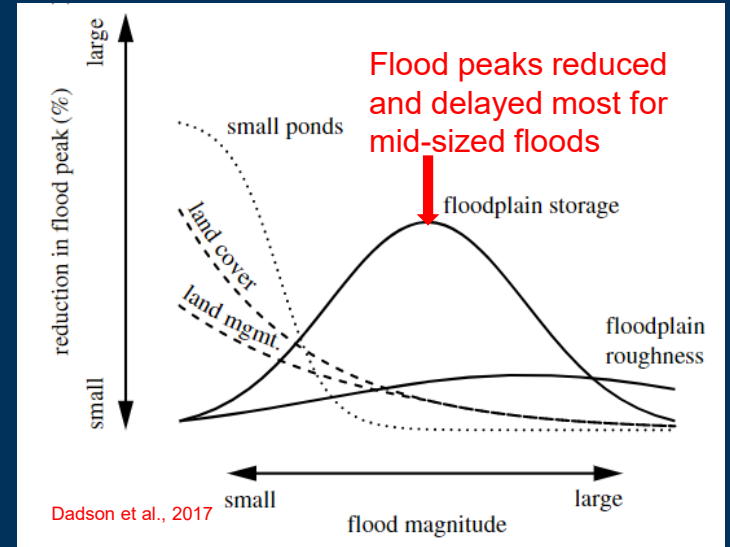 large
Flood peaks reduced
and delayed most for
mid-sized floods
small ponds
reduction in flood peak (%)
land cover
floodplain storage
land mgmt.
floodplain
roughness
small
Dadson et al., 2017
small
large
flood magnitude